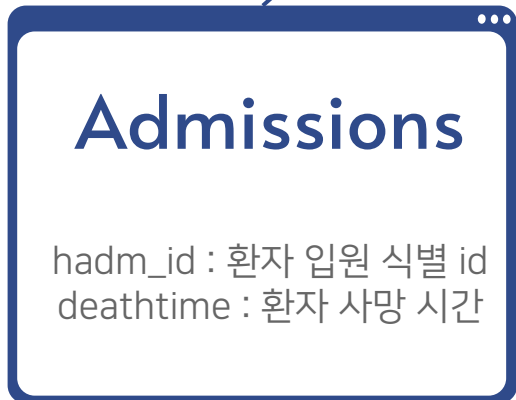 Admissions
hadm_id : 환자 입원 식별 id
deathtime : 환자 사망 시간